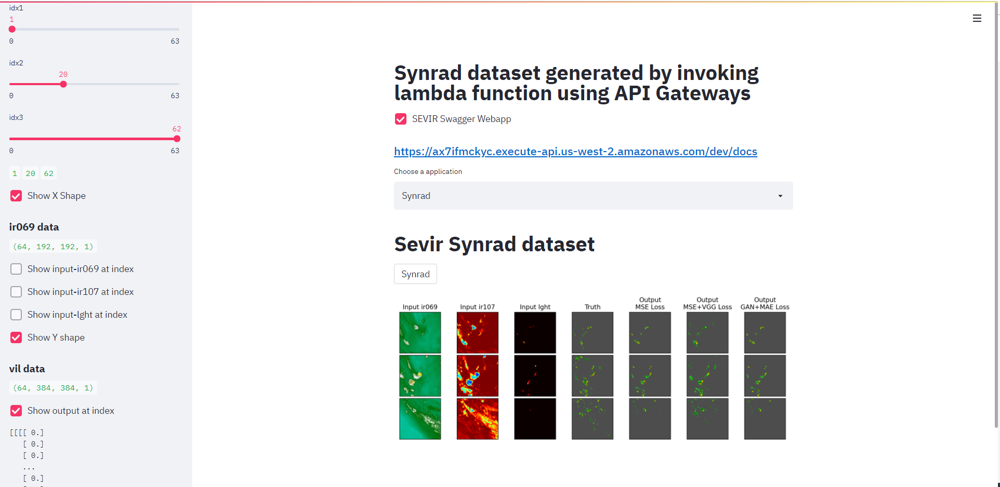 idx1
1
0 63
idx2
20
0 63
idx3
62
0 63
1 20 62
Show X Shape
ir069 data
(64, 192, 192, 1)
Show input-ir069 at index
Show input-ir107 at index
Show input-lght at index
Show Y shape
vil data
(64, 384, 384, 1)
Show output at index
[[[[ 0.]
[ 0.]
[ 0.]
...
[ 0.]
Synrad dataset generated by invoking
lambda function using API Gateways
SEVIR Swagger Webapp
https://ax7ifmckyc.execute-api.us-west-2.amazonaws.com/dev/docs
Choose a application
Synrad
Sevir Synrad dataset
Synrad
Input ir069 Input ir107 Input lght Truth Output MSE Loss Output MSE+VGG Loss Output GAN+MAE Loss